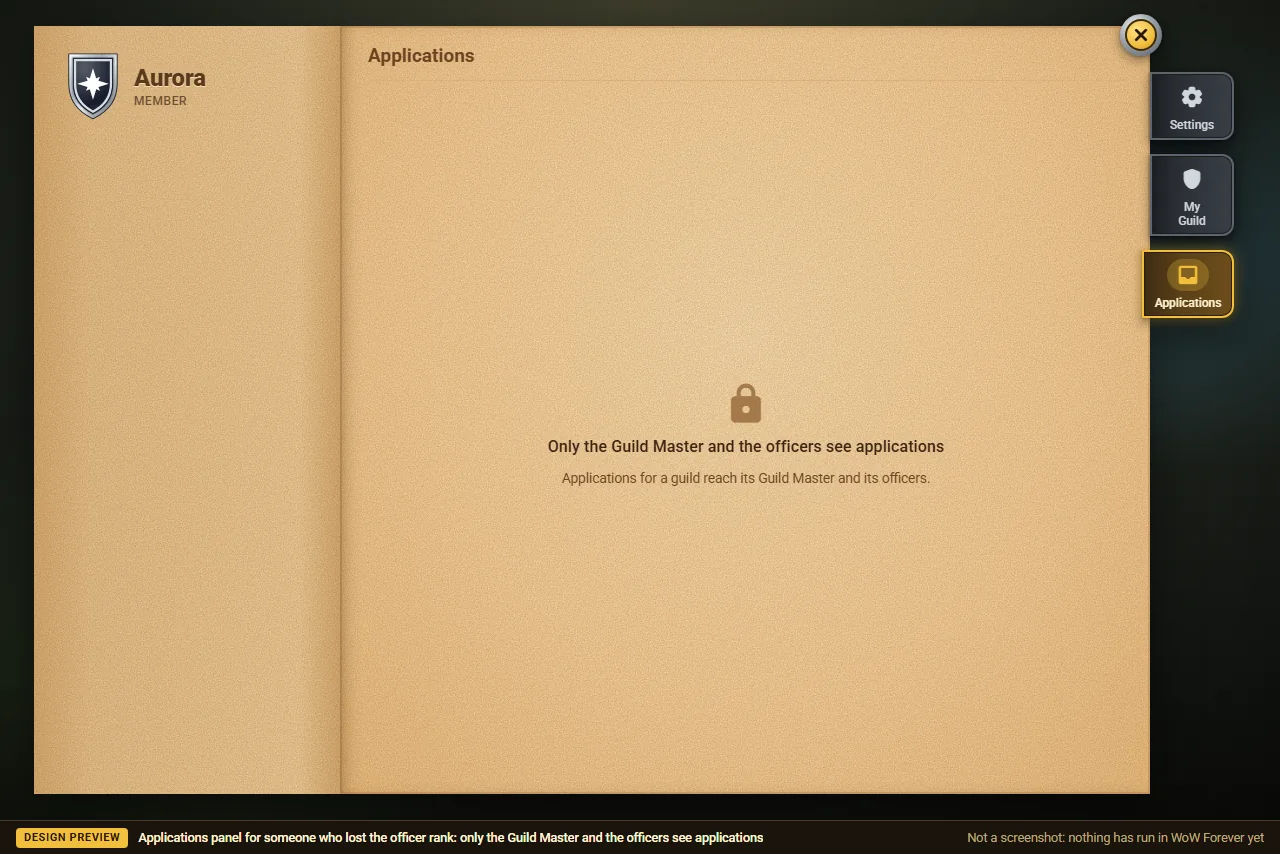 Aurora
MEMBER
Applications
Settings
My
Guild
Applications
Only the Guild Master and the officers see applications
Applications for a guild reach its Guild Master and its officers.
DESIGN PREVIEW Applications panel for someone who lost the officer rank: only the Guild Master and the officers see applications Not a screenshot: nothing has run in WoW Forever yet